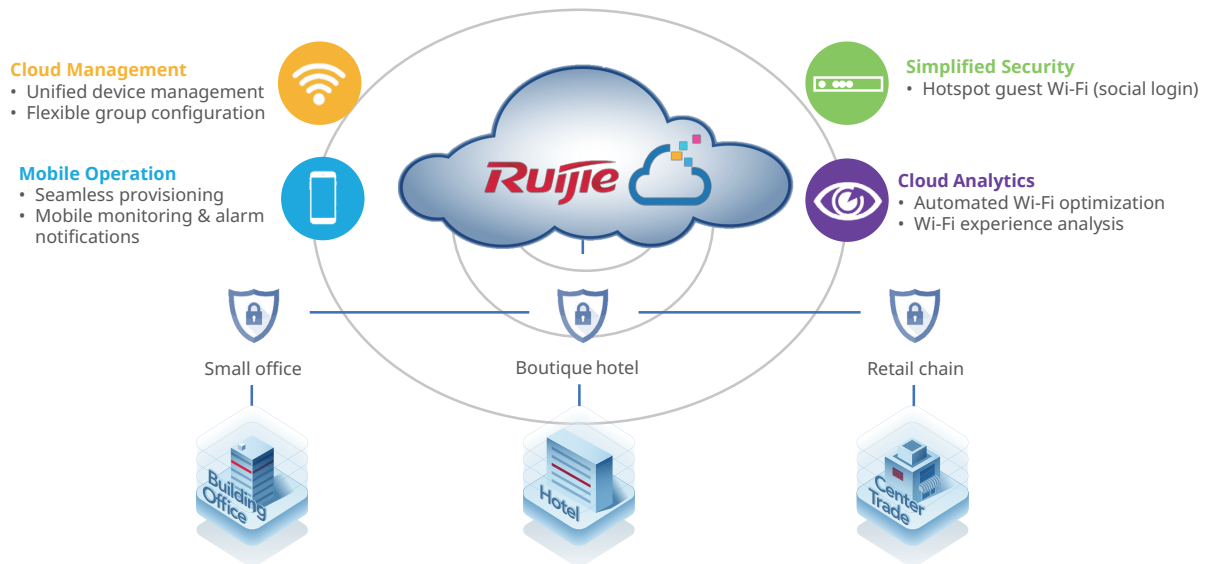 Cloud Management
• Unified device management
• Flexible group configuration
Mobile Operation
• Seamless provisioning
• Mobile monitoring & alarm
notifications
Ruijie
Simplified Security
• Hotspot guest Wi-Fi (social login)
Cloud Analytics
• Automated Wi-Fi optimization
• Wi-Fi experience analysis
Small office
Boutique hotel
Retail chain
Building
Office
Hotel
Center
Trade